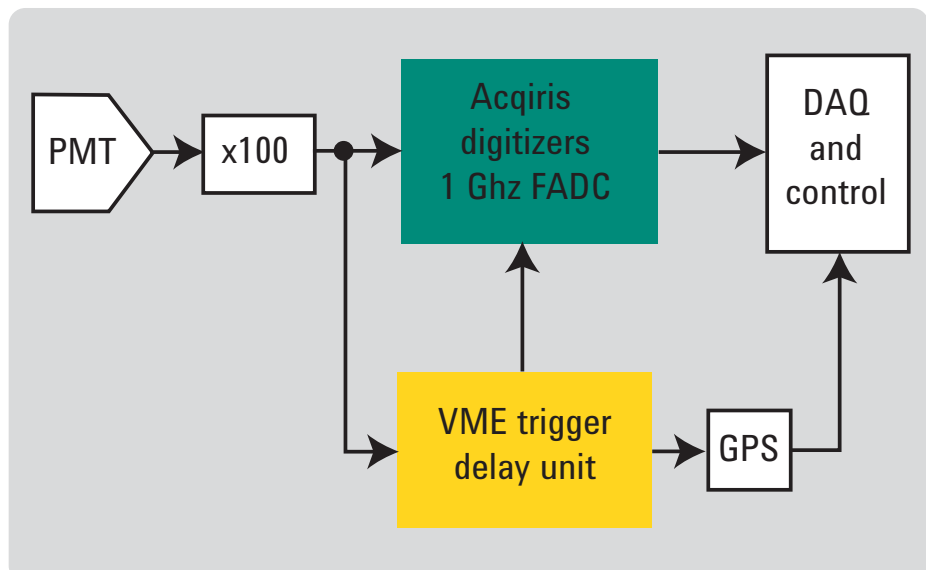 PMT
x100
Acqiris
digitizers
1 Ghz FADC
DAQ
and
control
VME trigger
delay unit
GPS